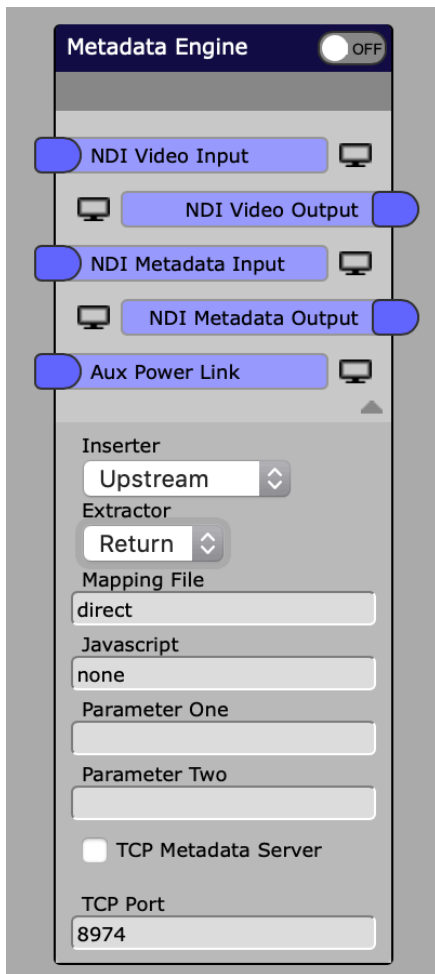 Metadata Engine
OFF
NDI Video Input
NDI Video Output
NDI Metadata Input
NDI Metadata Output
Aux Power Link
Inserter
Upstream
Extractor
Return
Mapping File
direct
Javascript
none
Parameter One
Parameter Two
TCP Metadata Server
TCP Port
8974